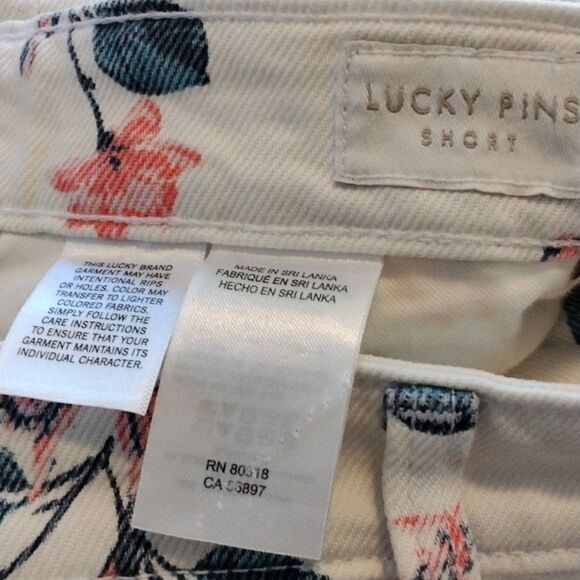 LUCKY PINS
SHORT
THIS LUCKY BRAND
GARMENT MAY HAVE
INTENTIONAL RIPS
OR HOLES. COLOR MAY
TRANSFER TO LIGHTER
COLORED FABRICS.
SIMPLY FOLLOW THE
CARE INSTRUCTIONS
TO ENSURE THAT YOUR
GARMENT MAINTAINS ITS
INDIVIDUAL CHARACTER.
MADE IN SRI LANKA
FABRIQUÉ EN SRI LANKA
HECHO EN SRI LANKA
RN 80318
CA 56897